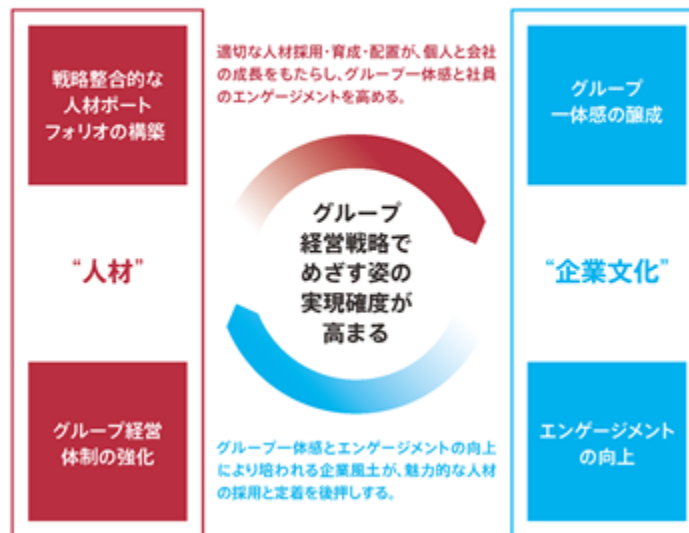 戦略整合的な
人材ポート
フォリオの構築
“人材”
グループ経営
体制の強化
適切な人材採用・育成・配置が、個人と会社
の成長をもたらし、グループ一体感と社員
のエンゲージメントを高める。
グループ
経営戦略で
めざす姿の
実現確度が
高まる
グループ一体感とエンゲージメントの向上
により培われる企業風土が、魅力的な人材
の採用と定着を後押しする。
グループ
一体感の醸成
“企業文化”
エンゲージメント
の向上